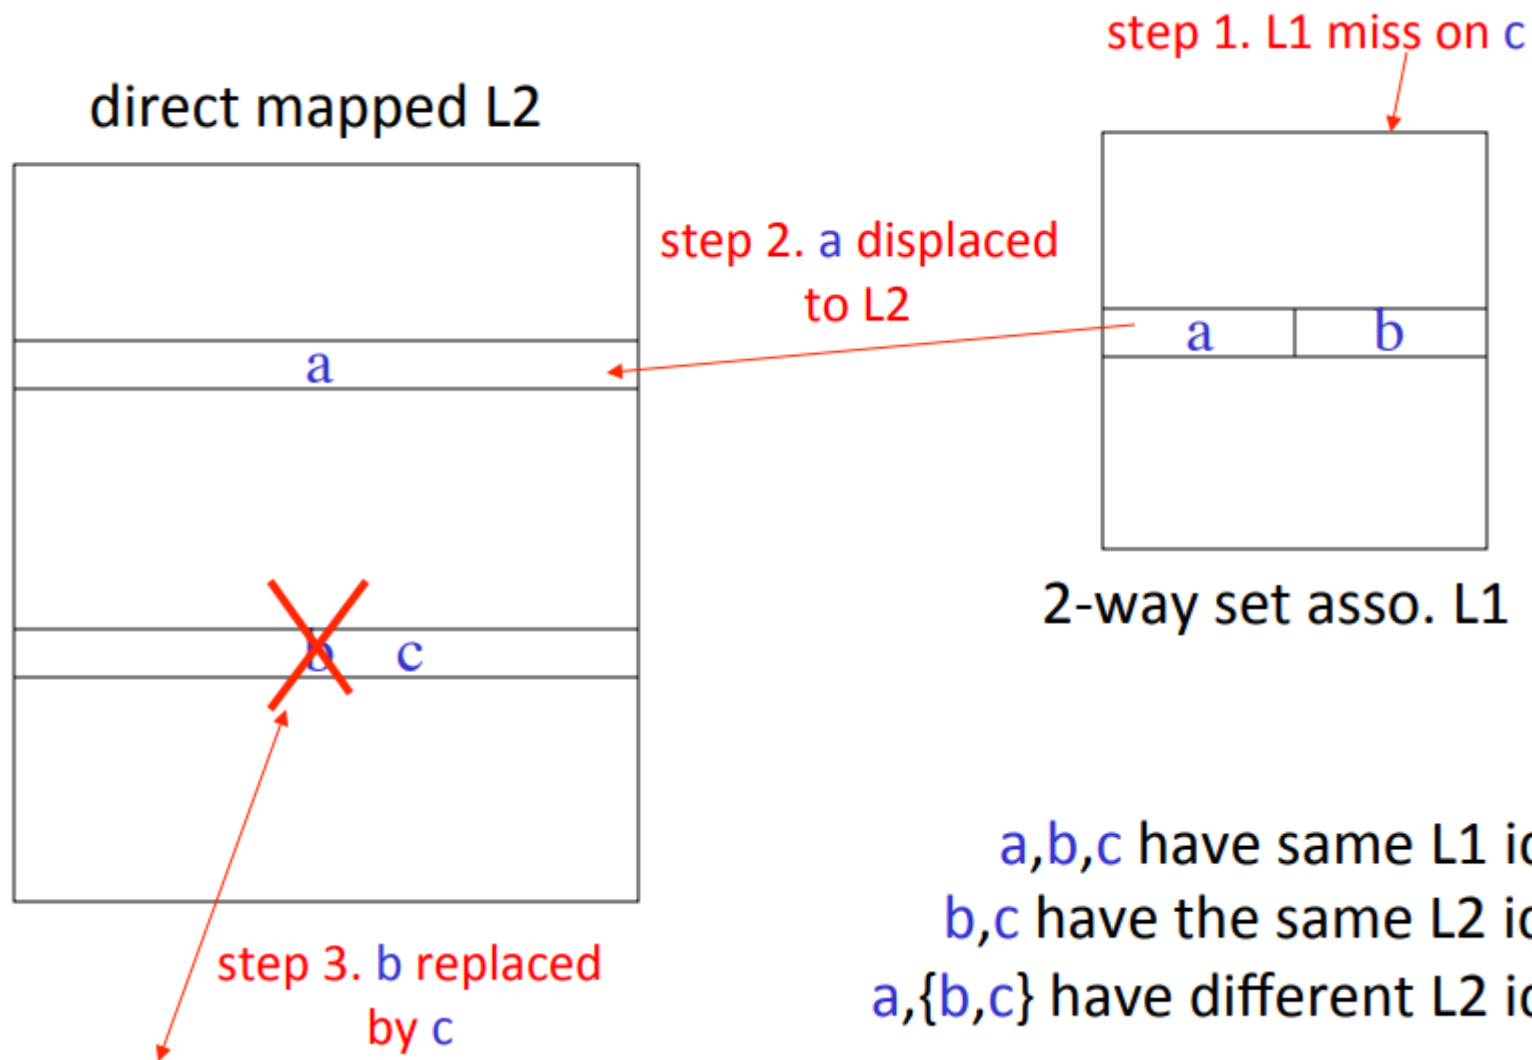 step 1. L1 miss on c
direct mapped L2
step 2. a displaced
to L2
a b
a
2-way set asso. L1
b c
a,b,c have same L1
b,c have the same L2
step 3. b replaced
by c
a,{b,c} have different L2